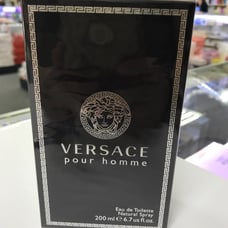 VERSACE
pour homme
Eau de Toilette
Natural Spray
200 ml ℮ 6.7 us fl. oz.